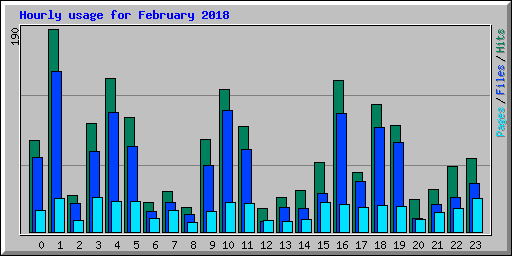 Hourly usage for February 2018
190
Pages/Files/Hits
0 1 2 3 4 5 6 7 8 9 10 11 12 13 14 15 16 17 18 19 20 21 22 23